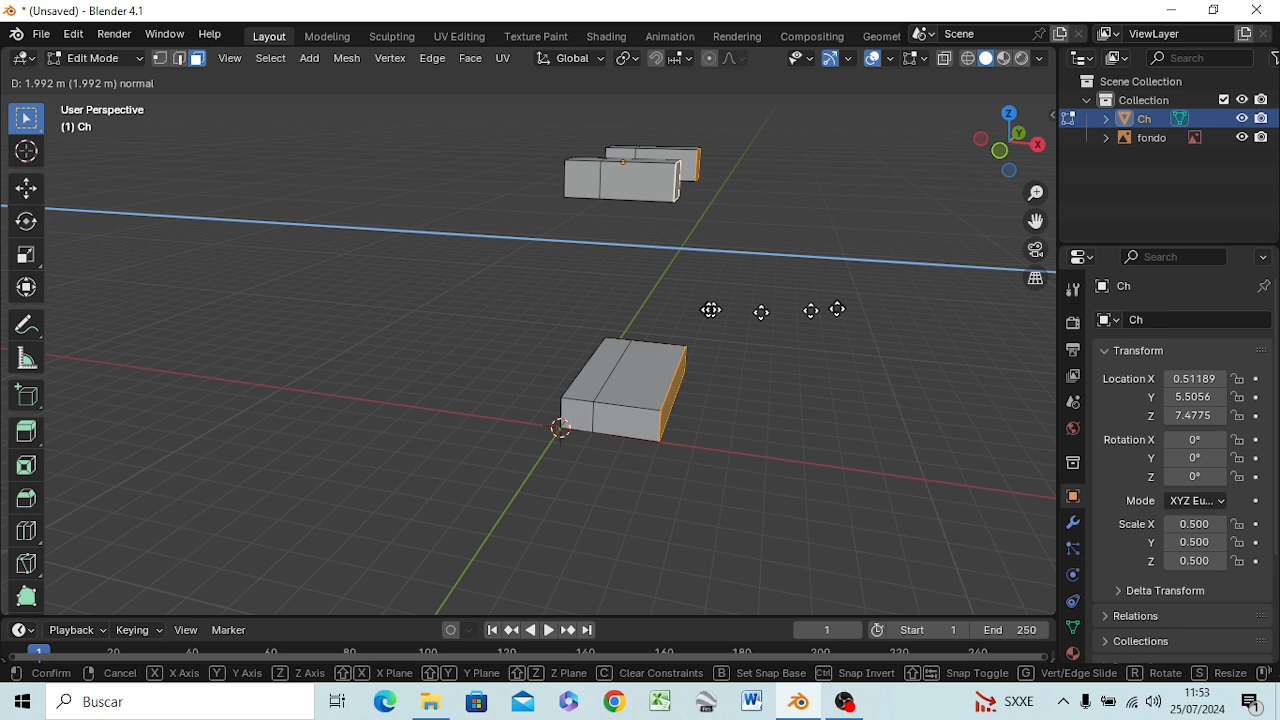 * (Unsaved) - Blender 4.1
File Edit Render Window Help Layout Modeling Sculpting UV Editing Texture Paint Shading Animation Rendering Compositing Geomet Scene ViewLayer
Edit Mode View Select Add Mesh Vertex Edge Face UV Global Search
D: 1.992 m (1.992 m) normal
User Perspective
(1) Ch
Z
Y
X
Scene Collection
Collection
Ch
fondo
Search
Ch
Ch
Transform
Location X 0.51189
Y 5.5056
Z 7.4775
Rotation X 0°
Y 0°
Z 0°
Mode XYZ Eu...
Scale X 0.500
Y 0.500
Z 0.500
Delta Transform
Relations
Collections
Playback Keying View Marker 1 Start 1 End 250
1 20 40 60 80 100 120 140 160 180 200 220 240
Confirm Cancel X X Axis Y Y Axis Z Z Axis X X Plane Y Y Plane Z Z Plane C Clear Constraints B Set Snap Base Ctrl Snap Invert Snap Toggle G Vert/Edge Slide R Rotate S Resize
Buscar
SXXE
11:53
25/07/2024
1